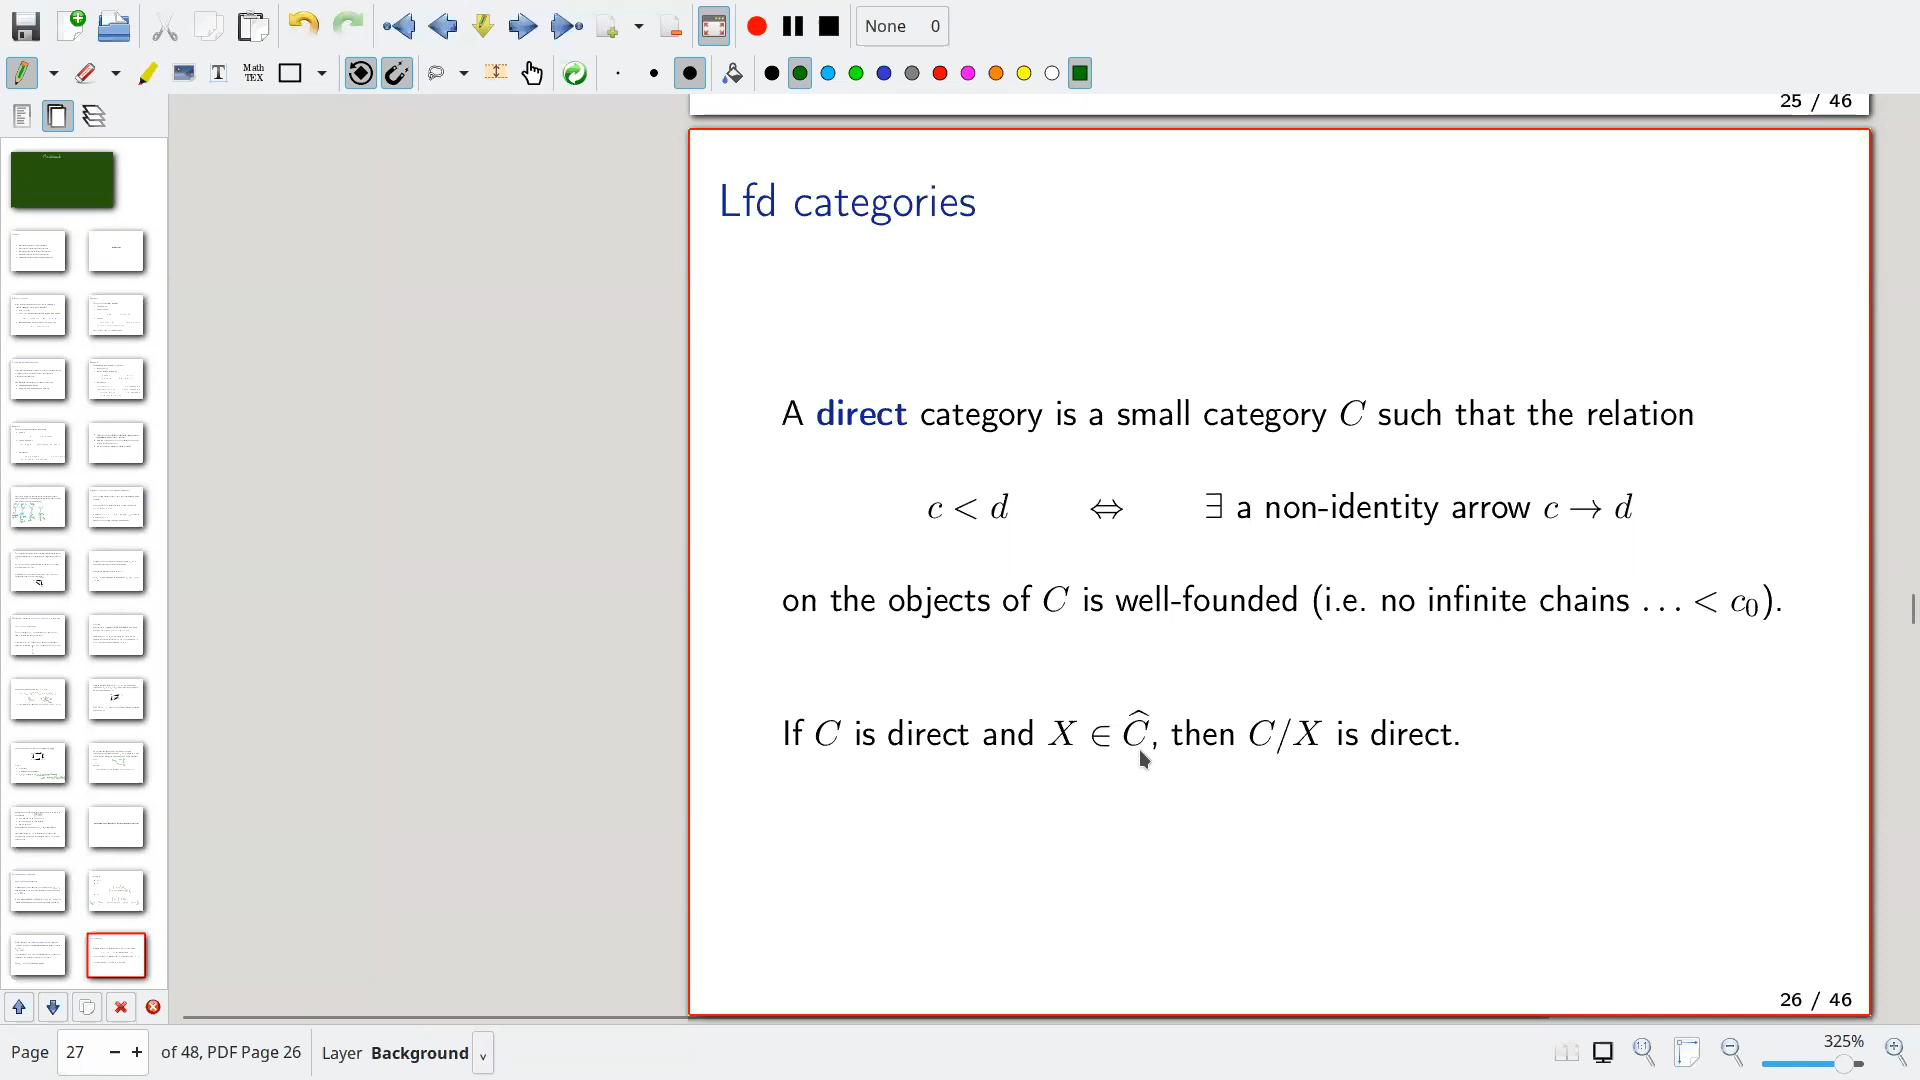 None 0
Math
TEX
T
25 / 46
Lfd categories
A direct category is a small category C such that the relation
c < d ⇔ ∃ a non-identity arrow c → d
on the objects of C is well-founded (i.e. no infinite chains ... < c₀).
If C is direct and X ∈ Ĉ, then C/X is direct.
26 / 46
Page 27 − + of 48, PDF Page 26 Layer Background
325%